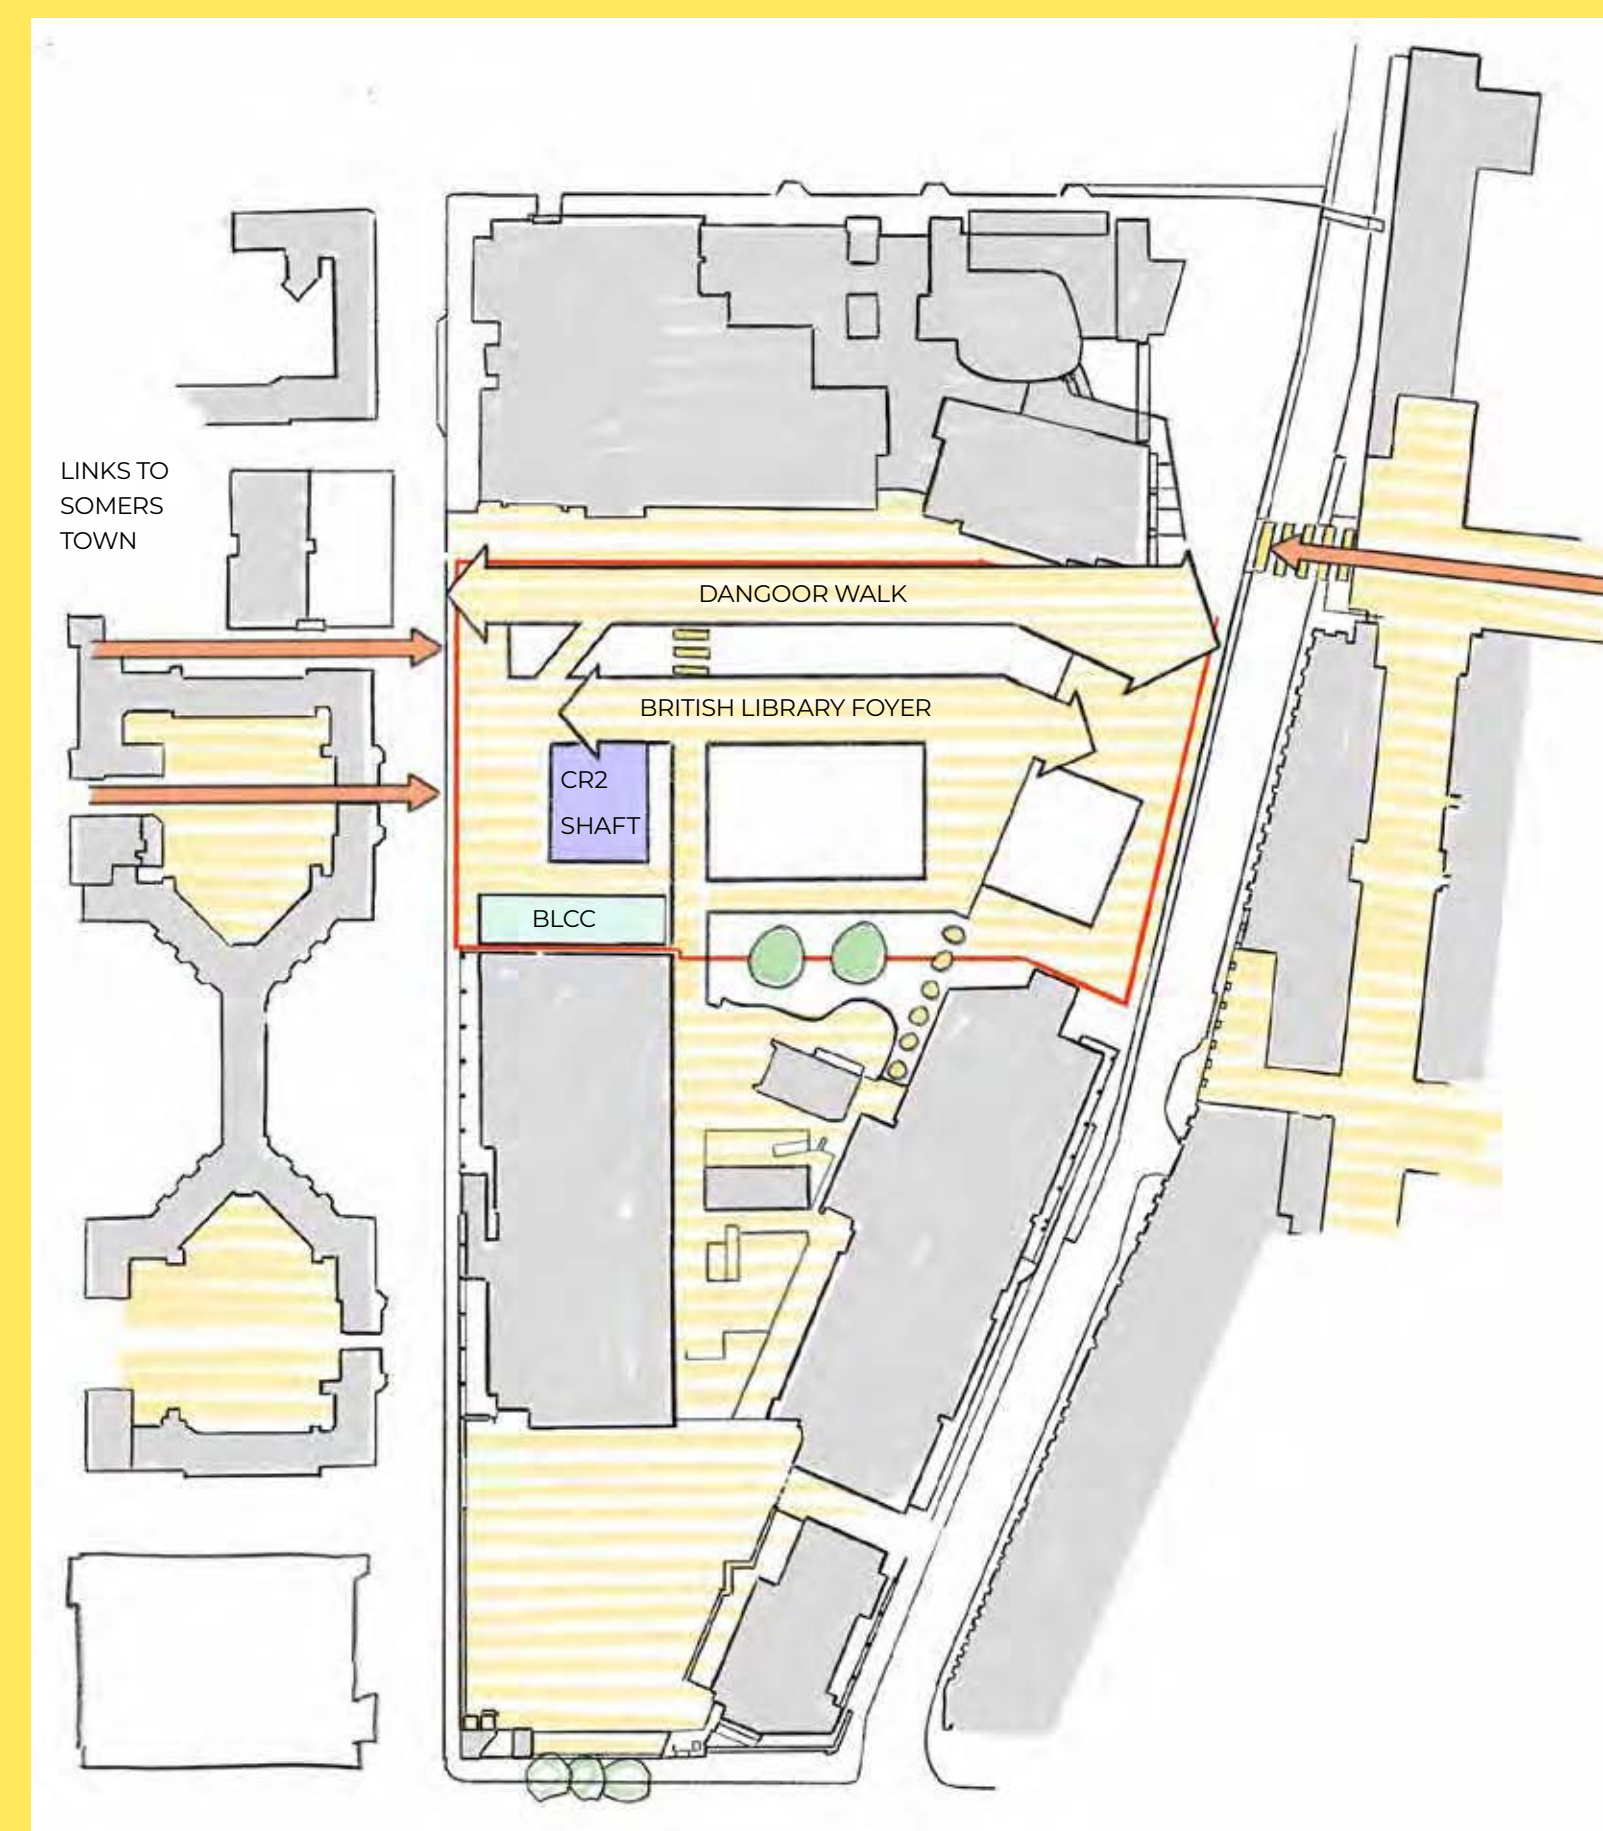 LINKS TO
SOMERS
TOWN
DANGOOR WALK
BRITISH LIBRARY FOYER
CR2
SHAFT
BLCC